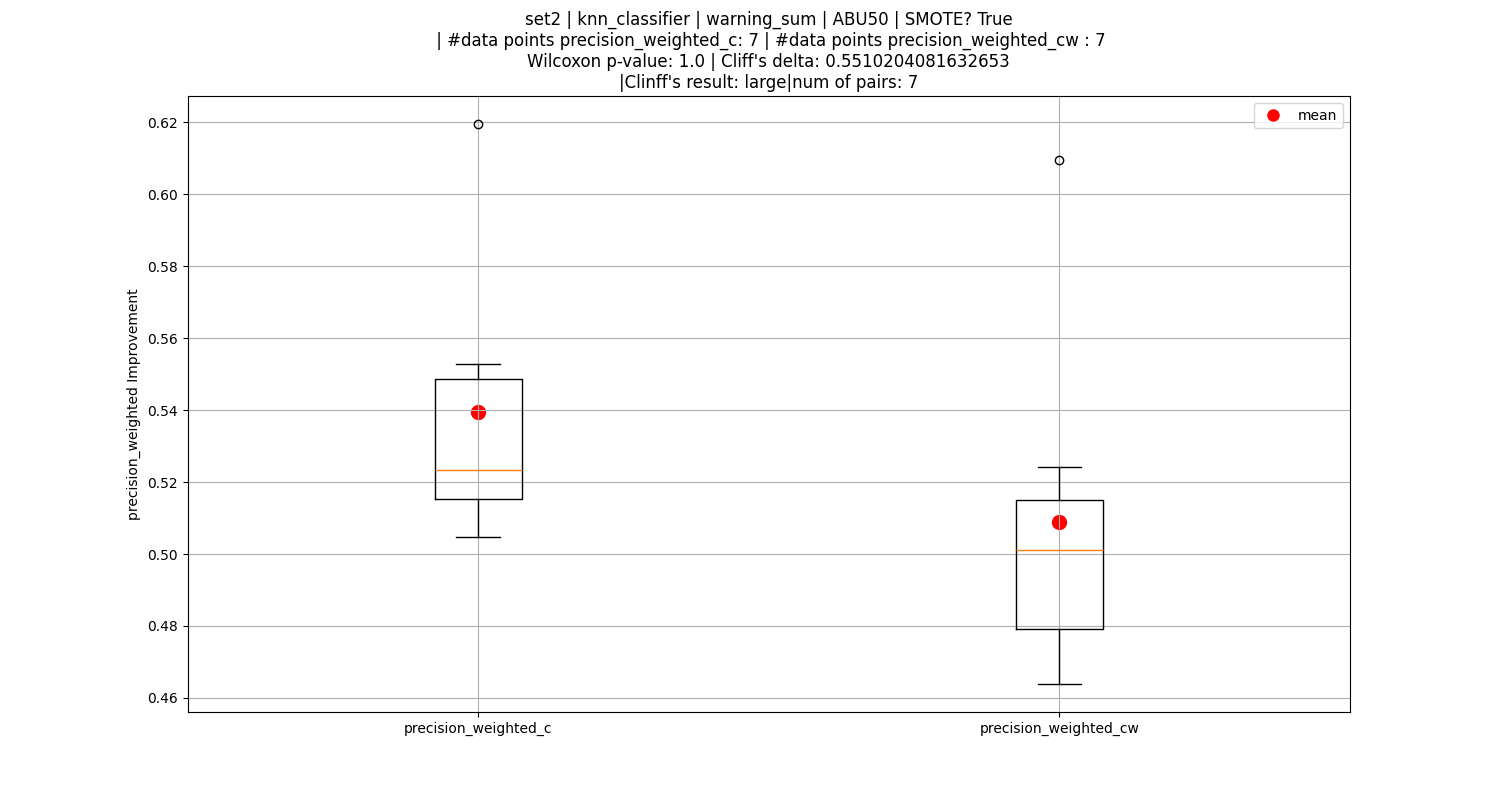 set2 | knn_classifier | warning_sum | ABU50 | SMOTE? True
| #data points precision_weighted_c: 7 | #data points precision_weighted_cw : 7
Wilcoxon p-value: 1.0 | Cliff's delta: 0.5510204081632653
|Clinff's result: large|num of pairs: 7
mean
0.62
0.60
0.58
0.56
0.54
0.52
0.50
0.48
0.46
precision_weighted Improvement
precision_weighted_c
precision_weighted_cw